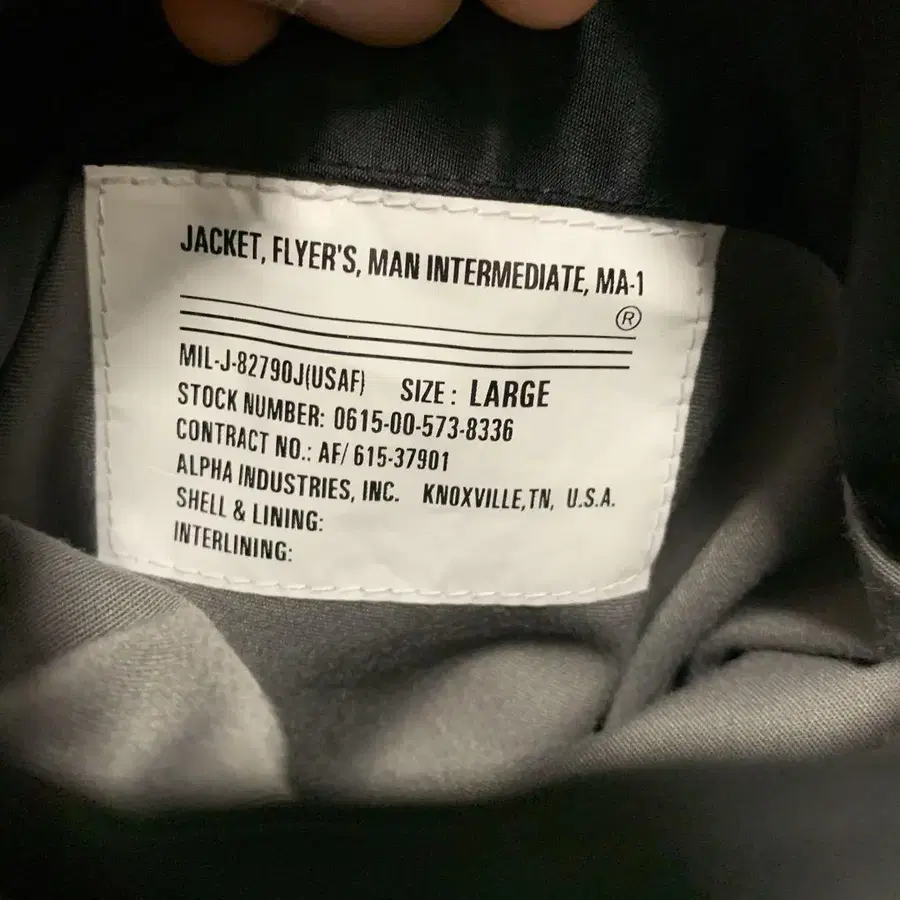 JACKET, FLYER'S, MAN INTERMEDIATE, MA-1
®
MIL-J-82790J(USAF) SIZE : LARGE
STOCK NUMBER: 0615-00-573-8336
CONTRACT NO.: AF/ 615-37901
ALPHA INDUSTRIES, INC. KNOXVILLE,TN, U.S.A.
SHELL & LINING:
INTERLINING: